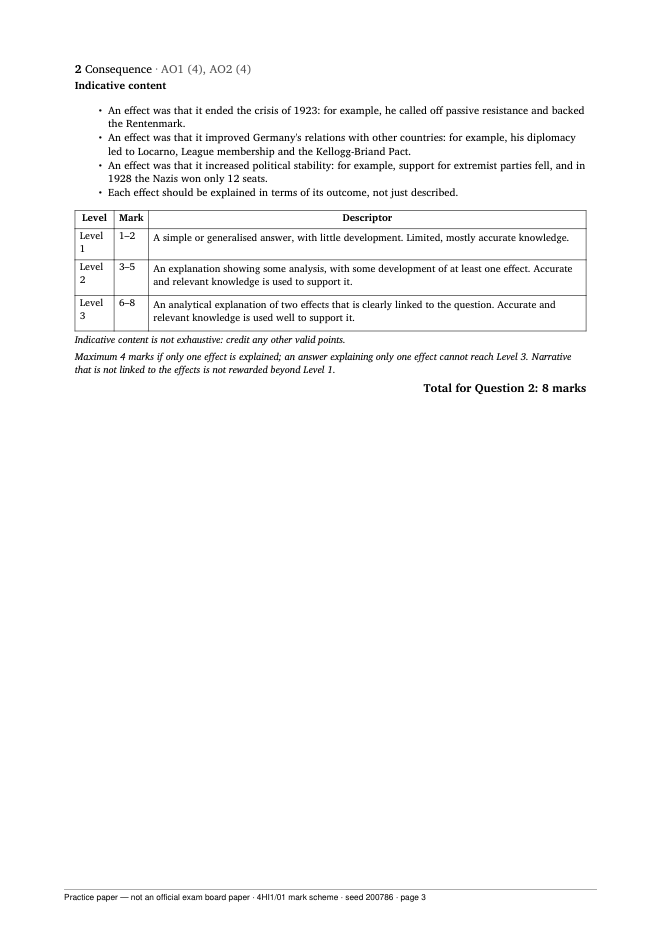 2 Consequence · AO1 (4), AO2 (4)
Indicative content
• An effect was that it ended the crisis of 1923: for example, he called off passive resistance and backed
the Rentenmark.
• An effect was that it improved Germany's relations with other countries: for example, his diplomacy
led to Locarno, League membership and the Kellogg-Briand Pact.
• An effect was that it increased political stability: for example, support for extremist parties fell, and in
1928 the Nazis won only 12 seats.
• Each effect should be explained in terms of its outcome, not just described.
Level Mark Descriptor
Level 1–2 A simple or generalised answer, with little development. Limited, mostly accurate knowledge.
1
Level 3–5 An explanation showing some analysis, with some development of at least one effect. Accurate
2 and relevant knowledge is used to support it.
Level 6–8 An analytical explanation of two effects that is clearly linked to the question. Accurate and
3 relevant knowledge is used well to support it.
Indicative content is not exhaustive: credit any other valid points.
Maximum 4 marks if only one effect is explained; an answer explaining only one effect cannot reach Level 3. Narrative
that is not linked to the effects is not rewarded beyond Level 1.
Total for Question 2: 8 marks
Practice paper — not an official exam board paper · 4HI1/01 mark scheme · seed 200786 · page 3